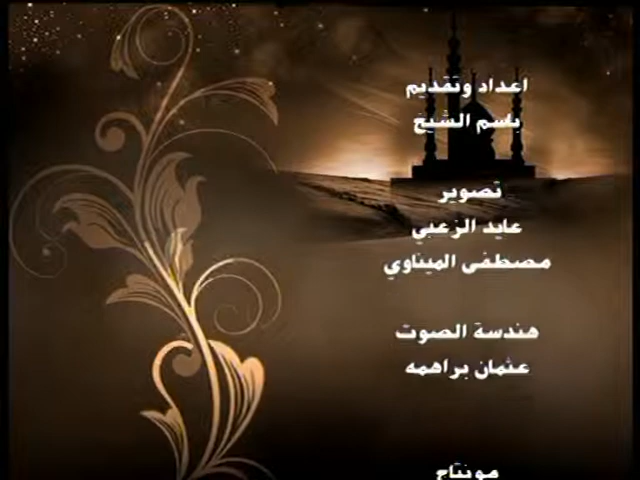 اعداد وتقديم
باسم الشيخ
تصوير
عايد الزعبي
مصطفى الميناوي
هندسة الصوت
عثمان براهمه
مونتاج